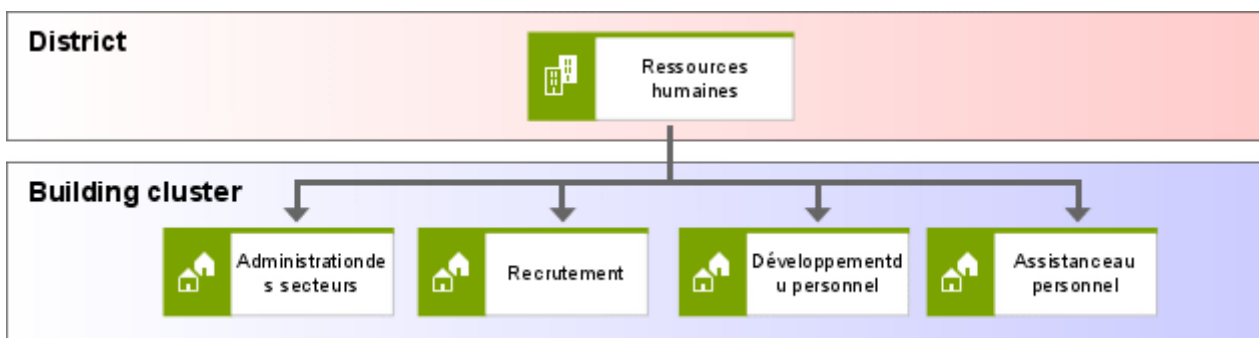 District
Ressources
humaines
Building cluster
Administrationde
s secteurs
Recrutement
Développementd
u personnel
Assistanceau
personnel